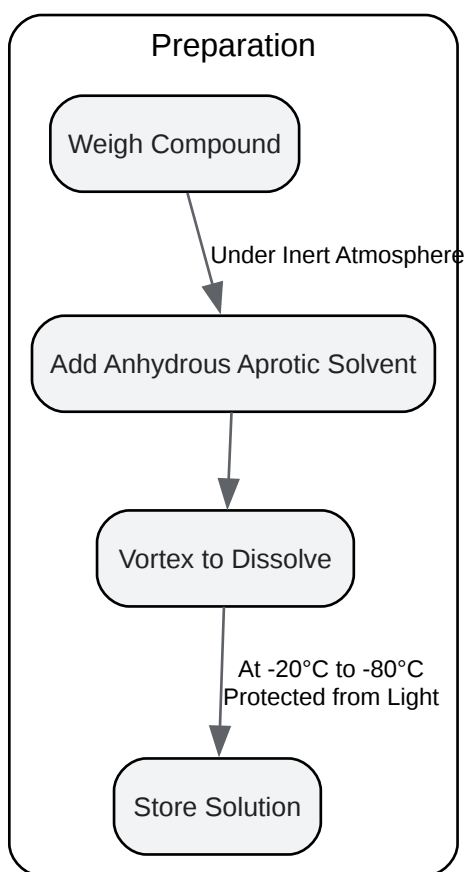 Preparation
Weigh Compound
Under Inert Atmosphere
Add Anhydrous Aprotic Solvent
Vortex to Dissolve
At -20°C to -80°C
Protected from Light
Store Solution